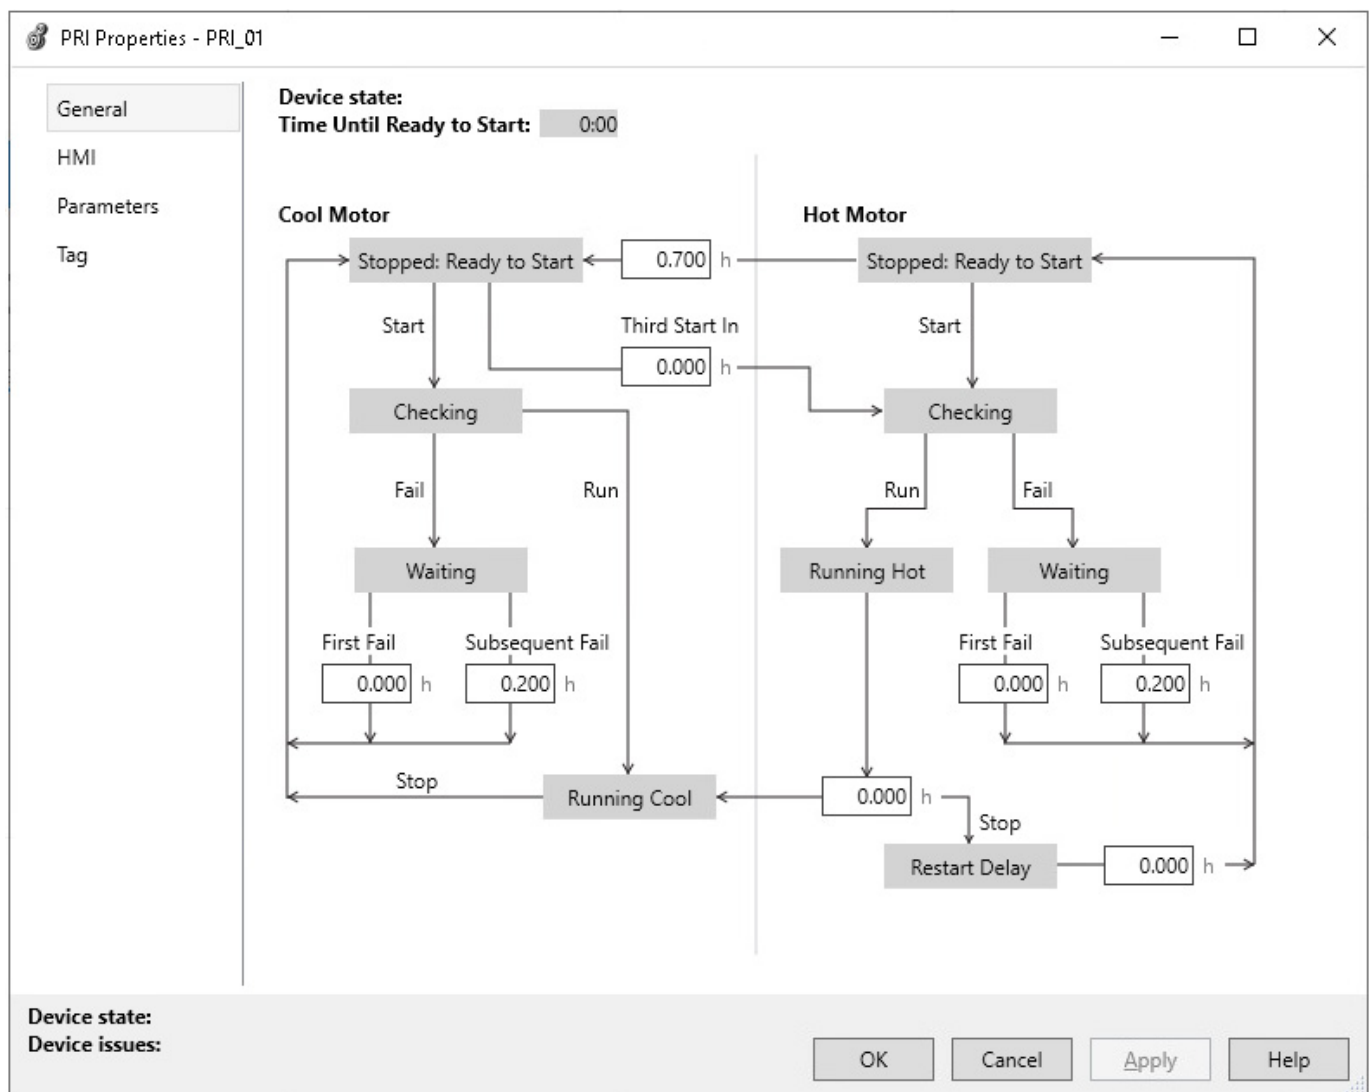 PRI Properties - PRI_01
General
HMI
Parameters
Tag
Device state:
Time Until Ready to Start: 0:00
Cool Motor
Hot Motor
Stopped: Ready to Start
0.700 h
Stopped: Ready to Start
Start
Third Start In
Start
0.000 h
Checking
Checking
Fail
Run
Run
Fail
Waiting
Running Hot
Waiting
First Fail
Subsequent Fail
First Fail
Subsequent Fail
0.000 h
0.200 h
0.000 h
0.200 h
Stop
Running Cool
0.000 h
Stop
Restart Delay
0.000 h
Device state:
Device issues:
OK
Cancel
Apply
Help